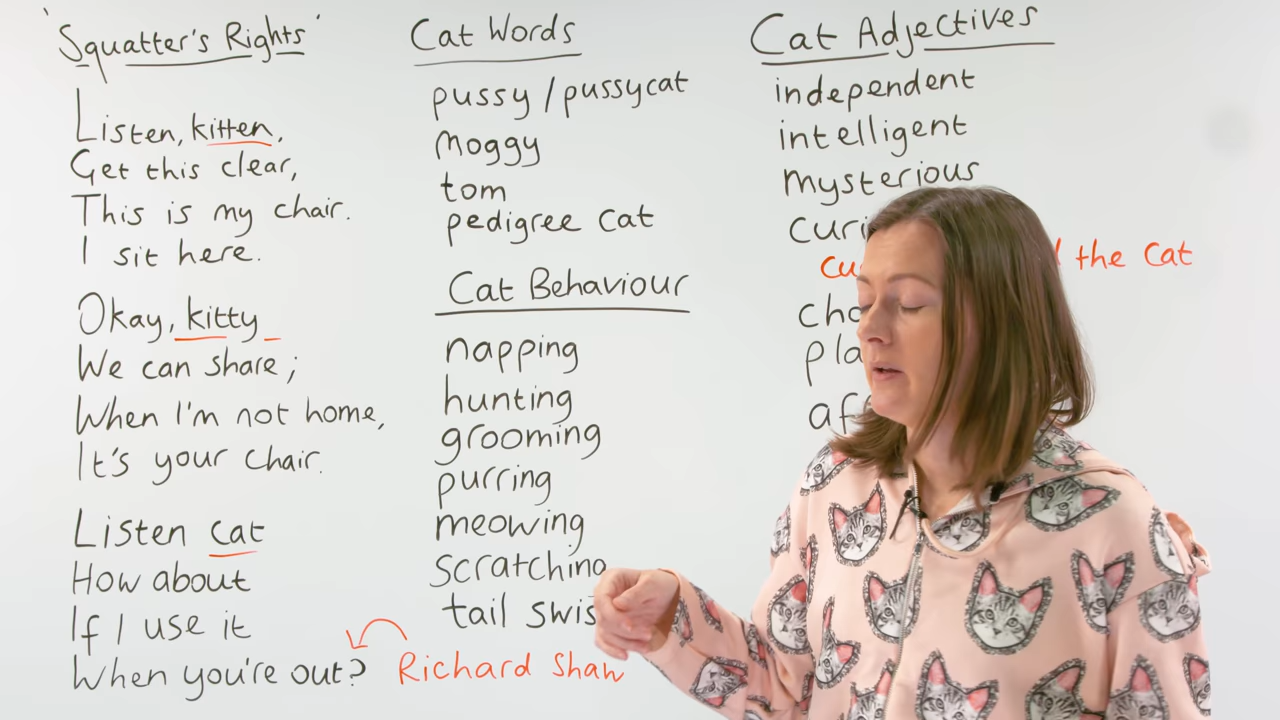 'Squatter's Rights'
Listen, kitten,
Get this clear,
This is my chair.
I sit here.
Okay, kitty
We can share;
When I'm not home,
It's your chair.
Listen cat
How about
If I use it
When you're out?
Richard Shaw
Cat Words
pussy / pussycat
moggy
tom
pedigree cat
Cat Behaviour
napping
hunting
grooming
purring
meowing
scratching
tail
Cat Adjectives
independent
intelligent
mysterious
the cat